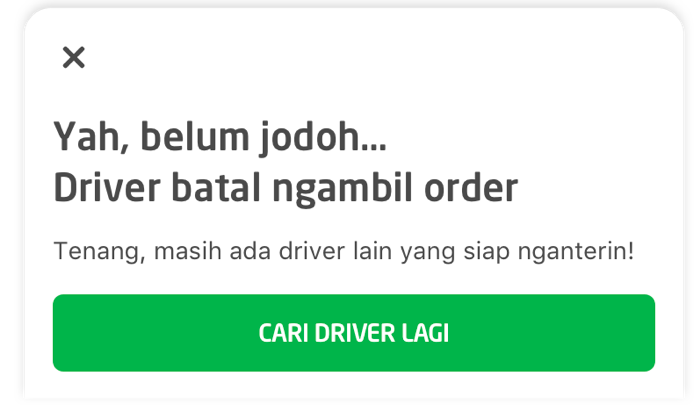 Yah, belum jodoh...
Driver batal ngambil order
Tenang, masih ada driver lain yang siap nganterin!
CARI DRIVER LAGI